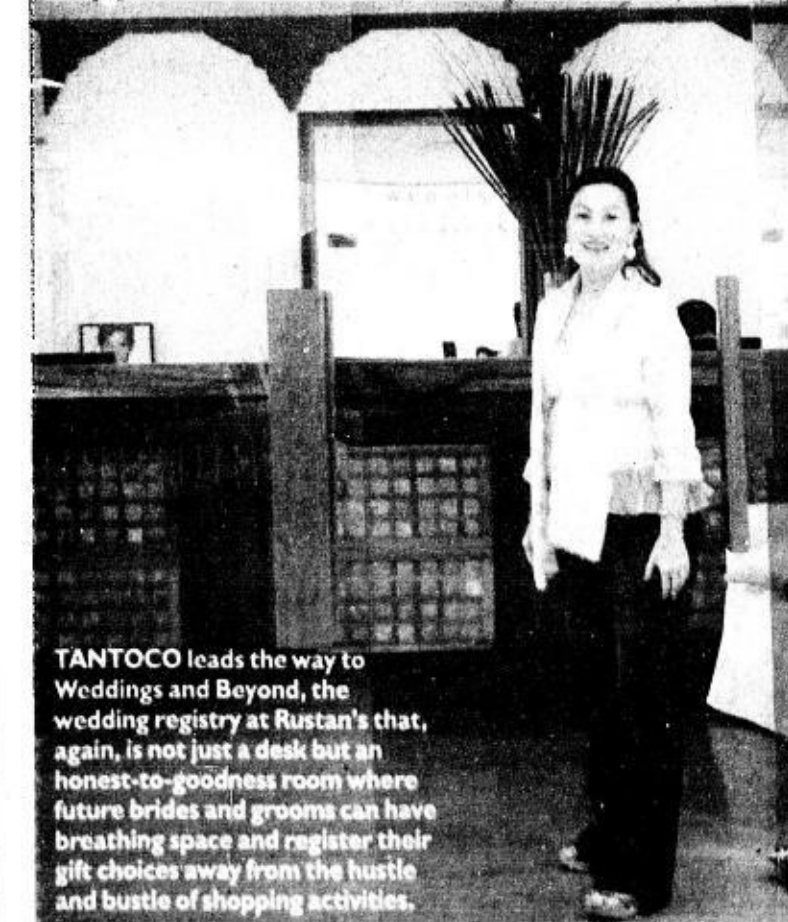 TANTOCO leads the way to
Weddings and Beyond, the
wedding registry at Rustan's that,
again, is not just a desk but an
honest-to-goodness room where
future brides and grooms can have
breathing space and register their
gift choices away from the hustle
and bustle of shopping activities.